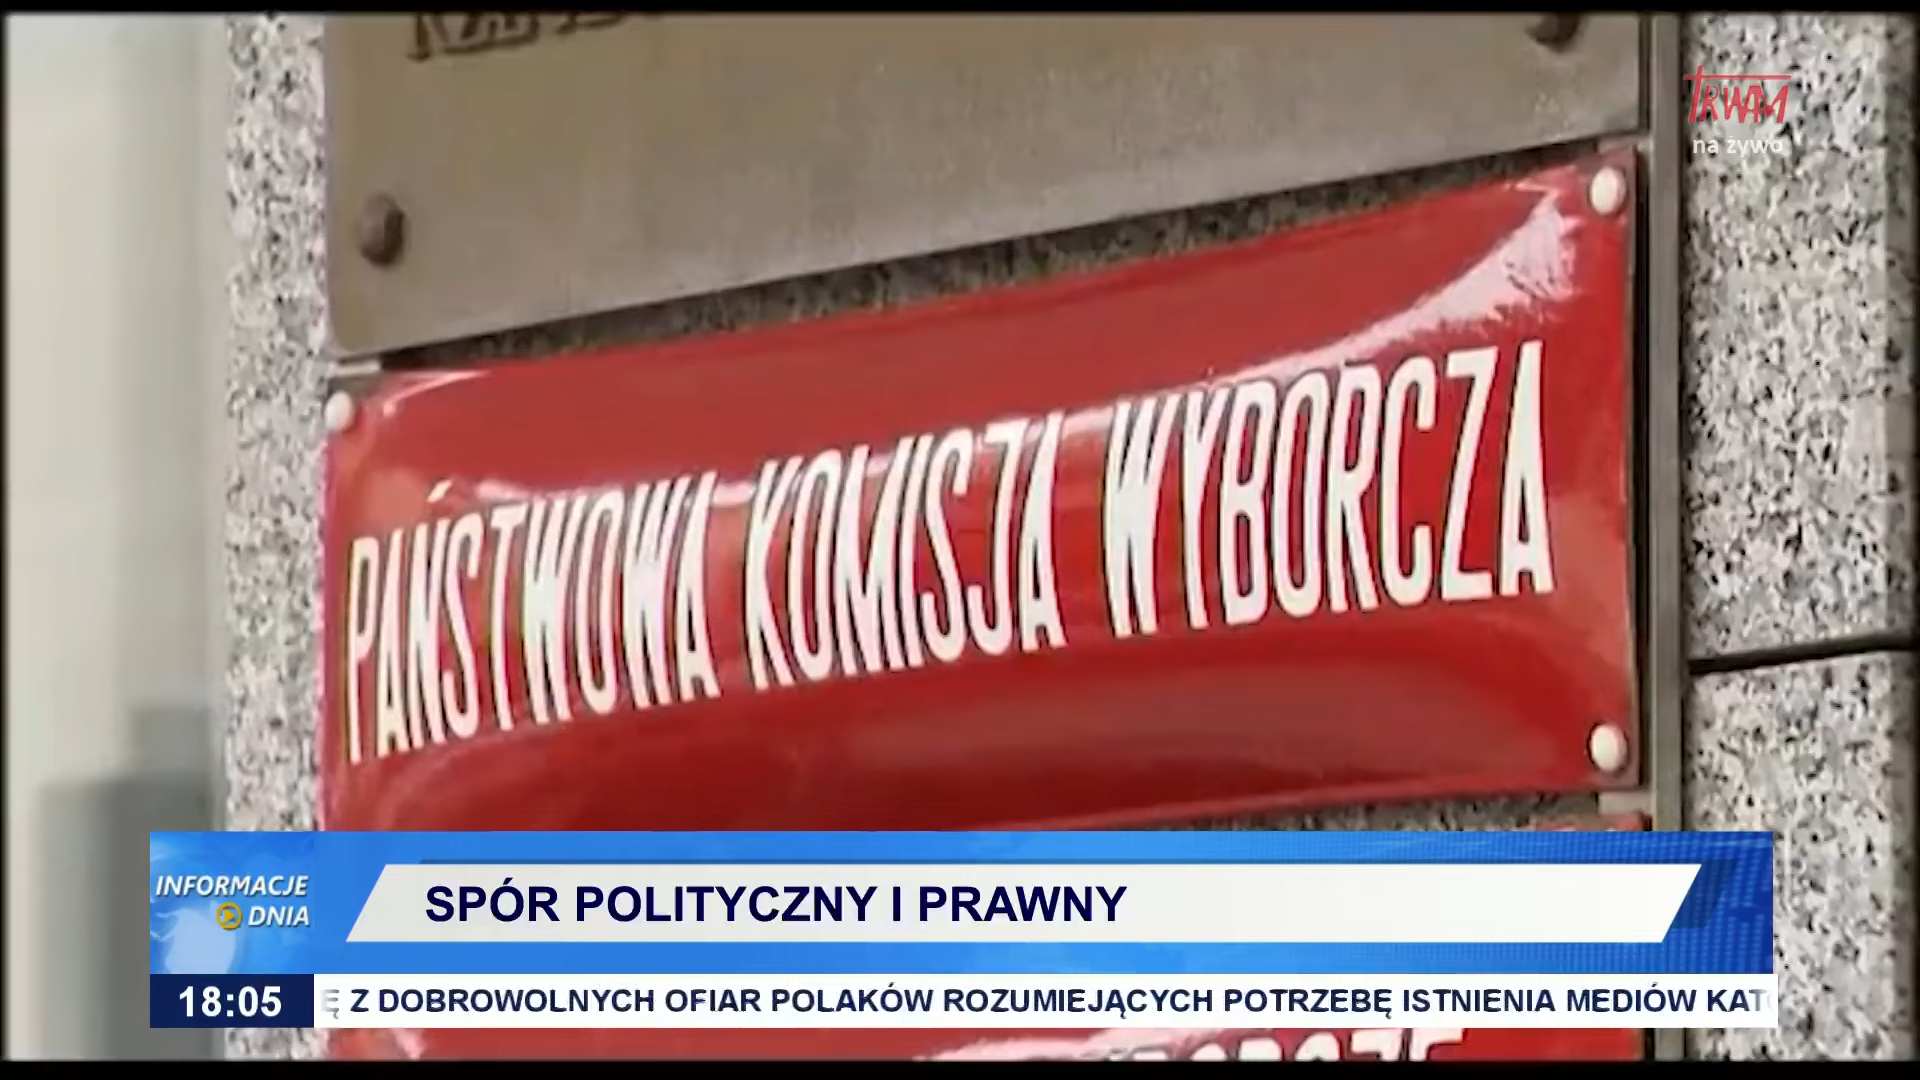 TRWAM
na żywo
PAŃSTWOWA KOMISJA WYBORCZA
SPÓR POLITYCZNY I PRAWNY
INFORMACJE
DNIA
18:05
Ę Z DOBROWOLNYCH OFIAR POLAKÓW ROZUMIEJĄCYCH POTRZEBĘ ISTNIENIA MEDIÓW KAT